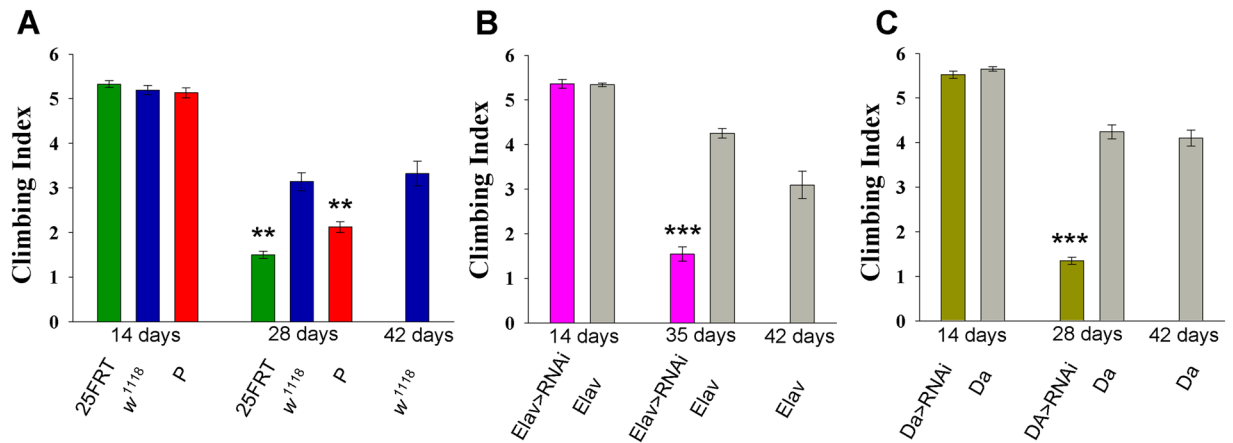 A
Climbing Index
6
5
4
3
2
1
0
**
**
14 days
28 days
42 days
25FRT
w1118
P
25FRT
w1118
P
w1118
B
Climbing Index
6
5
4
3
2
1
0
***
14 days
35 days
42 days
Elav>RNAi
Elav
Elav>RNAi
Elav
Elav
C
Climbing Index
6
5
4
3
2
1
0
***
14 days
28 days
42 days
Da>RNAi
Da
DA>RNAi
Da
Da